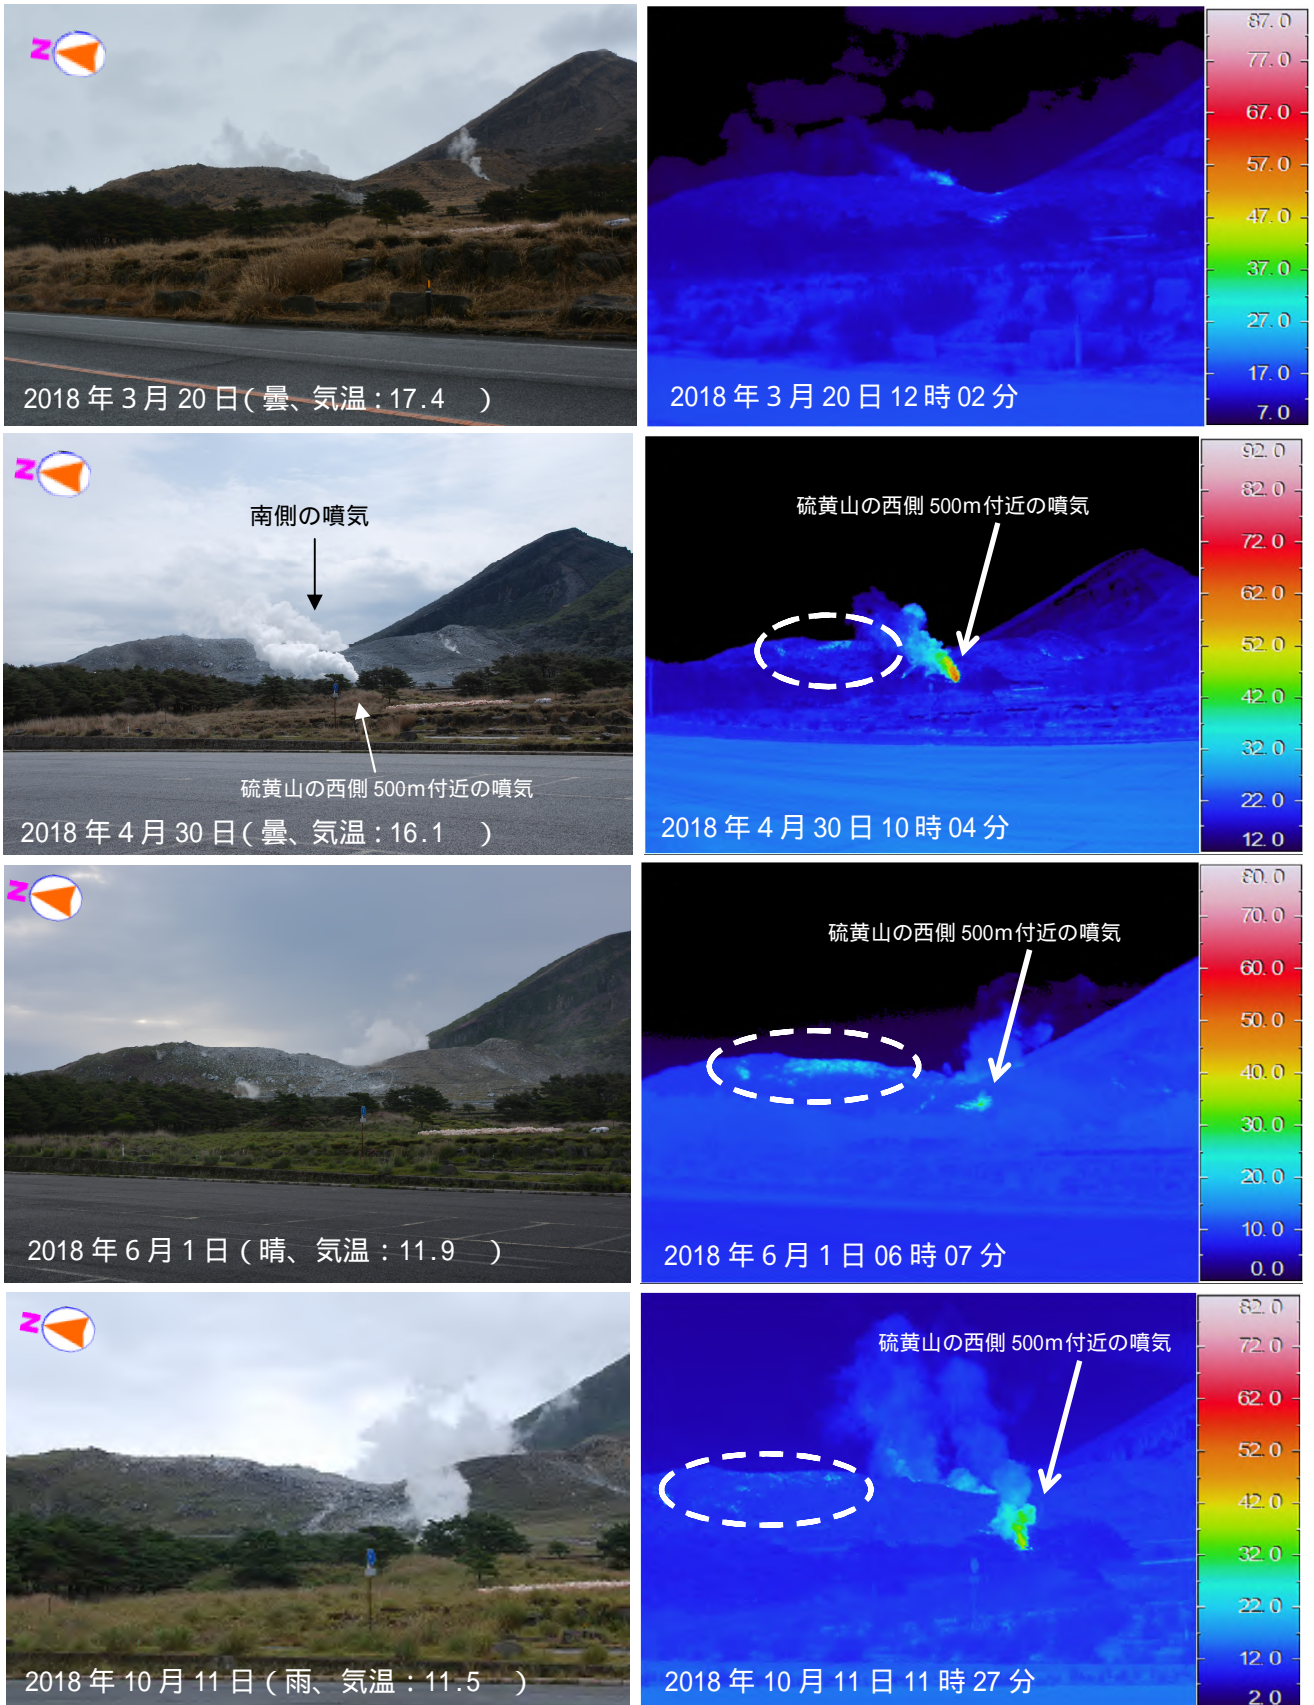 N
2018年3月20日(曇、気温:17.4 )
2018年3月20日12時02分
87.0
77.0
67.0
57.0
47.0
37.0
27.0
17.0
7.0
N
南側の噴気
硫黄山の西側500m付近の噴気
2018年4月30日(曇、気温:16.1 )
硫黄山の西側500m付近の噴気
2018年4月30日10時04分
92.0
82.0
72.0
62.0
52.0
42.0
32.0
22.0
12.0
N
2018年6月1日(晴、気温:11.9 )
硫黄山の西側500m付近の噴気
2018年6月1日06時07分
80.0
70.0
60.0
50.0
40.0
30.0
20.0
10.0
0.0
N
2018年10月11日(雨、気温:11.5 )
硫黄山の西側500m付近の噴気
2018年10月11日11時27分
82.0
72.0
62.0
52.0
42.0
32.0
22.0
12.0
2.0